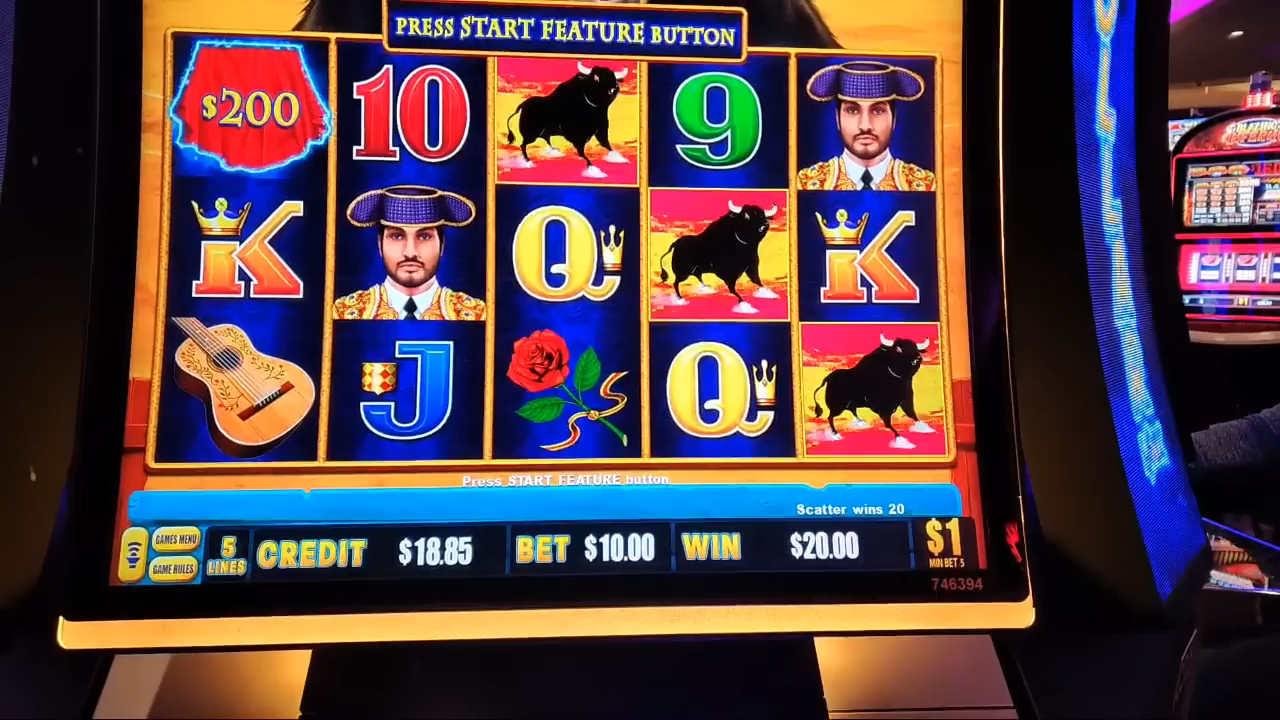 PRESS START FEATURE BUTTON
$200
10
9
K
Q
K
J
Q
Press START FEATURE button
Scatter wins 20
GAMES MENU
GAME RULES
5 LINES
CREDIT $18.85
BET $10.00
WIN $20.00
$1
MIN BET 5
746394